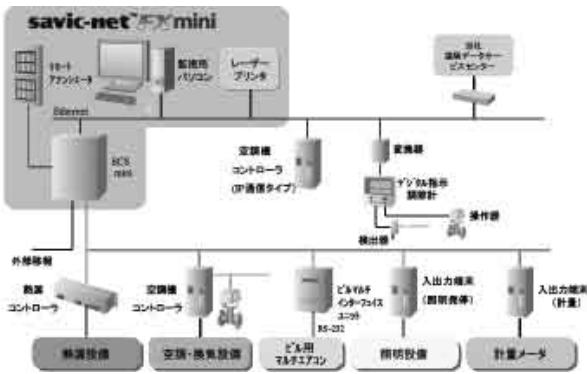 savic-net FX mini
リモート
アナンシエータ
監視用
パソコン
レーザー
プリンタ
当社
遠隔データサー
ビスセンター
Ethernet
BCS
mini
空調機
コントローラ
(IP通信タイプ)
変換器
デジタル指示
調節計
操作器
検出器
外部移報
熱源
コントローラ
空調機
コントローラ
ビルマルチ
インターフェイス
ユニット
RS-232
入出力端末
(照明発停)
入出力端末
(計量)
熱源設備
空調・換気設備
ビル用
マルチエアコン
照明設備
計量メータ